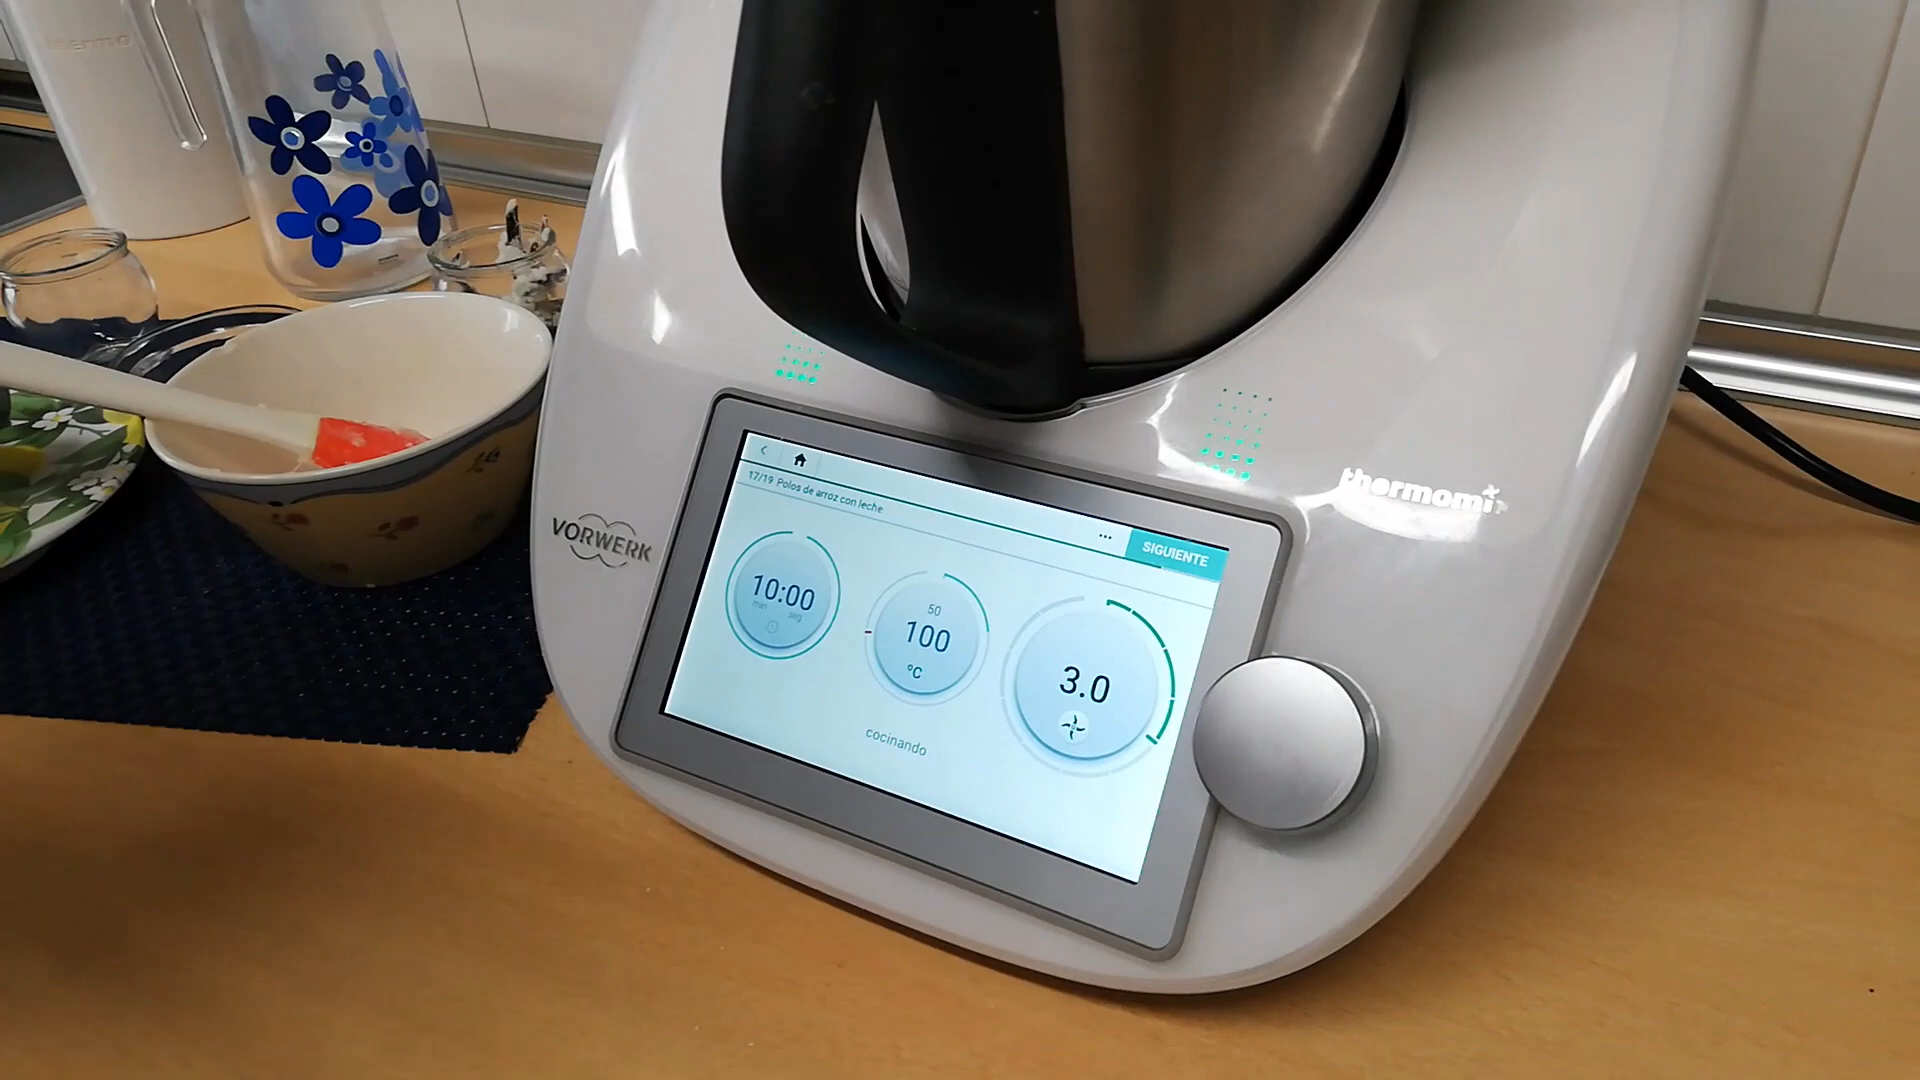 thermo
VORWERK
thermomix
17/19 Polos de arroz con leche
...
SIGUIENTE
10:00
min seg
50
100
°C
3.0
cocinando